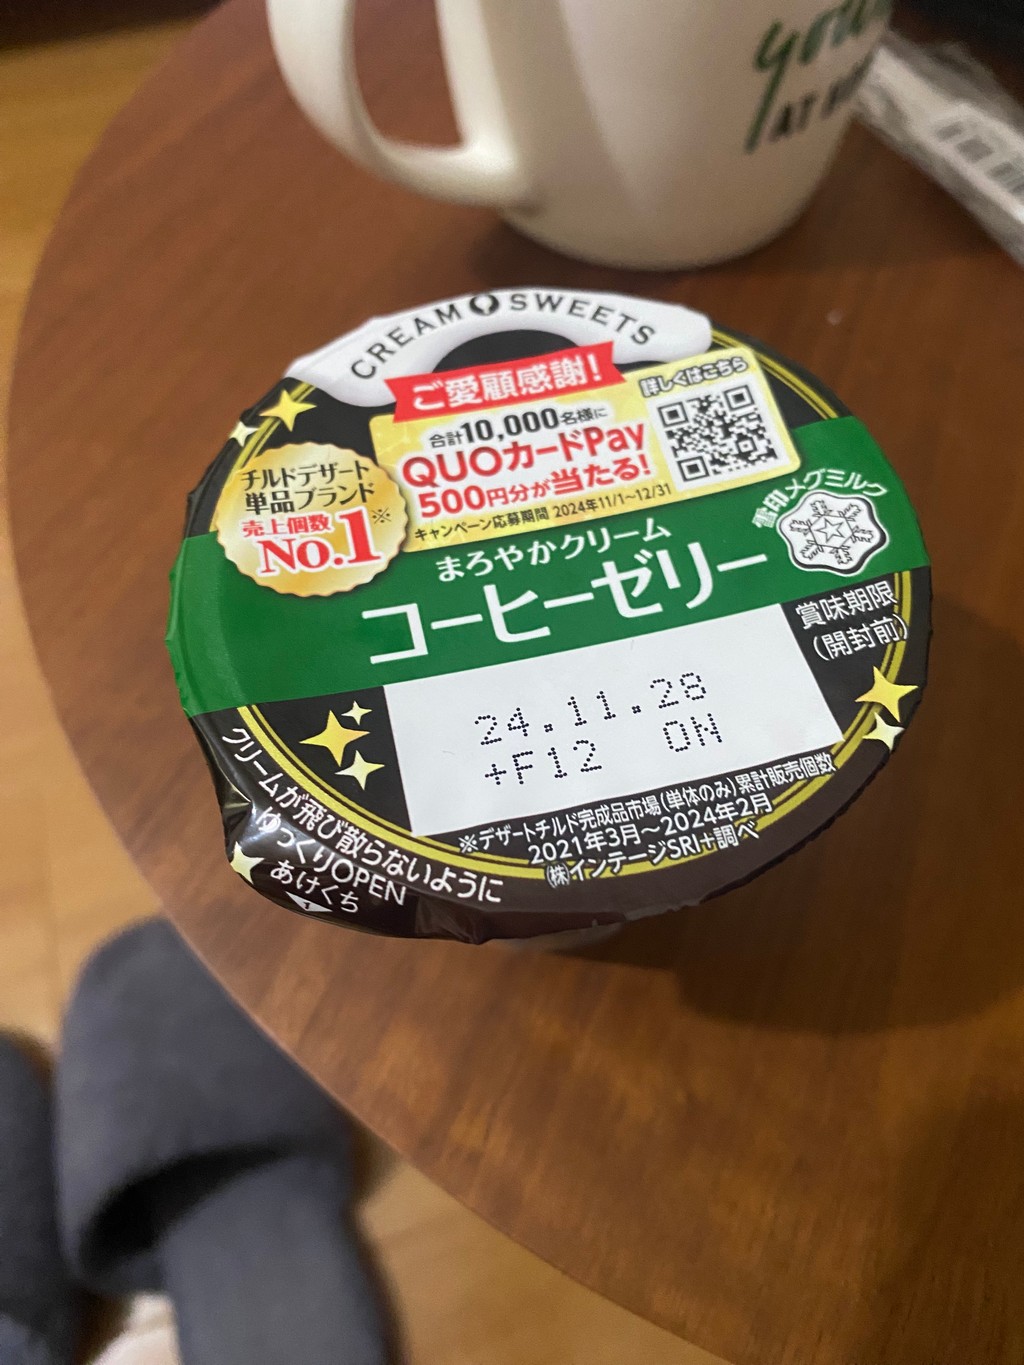 AT
CREAM SWEETS
ご愛顧感謝!
合計10,000名様に
QUOカードPay
500円分が当たる!
キャンペーン応募期間 2024年11/1~12/31
詳しくはこちら
チルドデザート
単品ブランド
売上個数※
No.1
雪印メグミルク
まろやかクリーム
コーヒーゼリー
賞味期限
(開封前)
24.11.28
+F12 ON
※デザートチルド完成品市場(単体のみ)累計販売個数
2021年3月~2024年2月
㈱インテージSRI+調べ
クリームが飛び散らないように
ゆっくりOPEN
あけくち